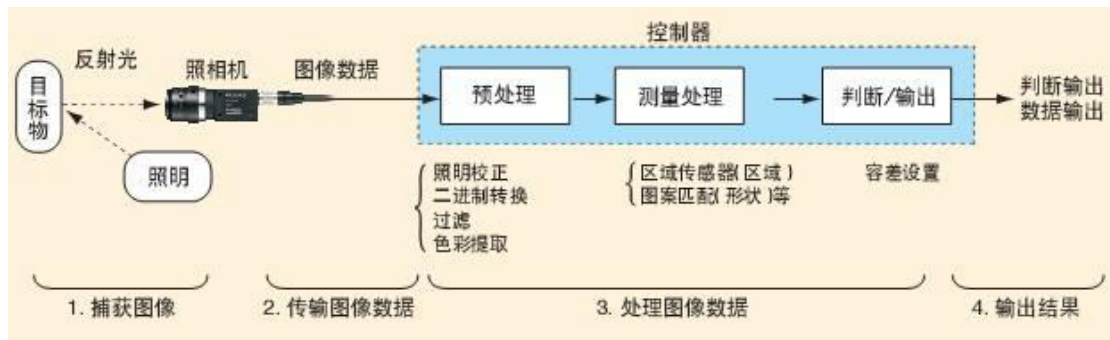 控制器
反射光
照相机
图像数据
目标物
预处理
测量处理
判断/输出
判断输出
数据输出
照明
照明校正
二进制转换
过滤
色彩提取
区域传感器(区域)
图案匹配(形状)等
容差设置
1. 捕获图像
2. 传输图像数据
3. 处理图像数据
4. 输出结果